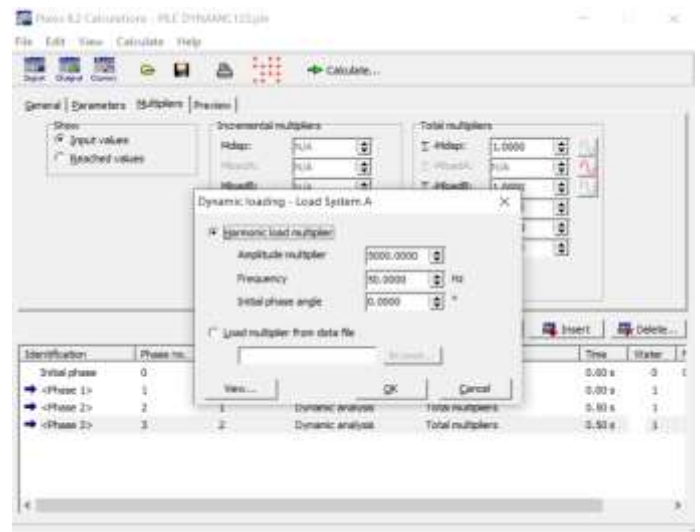 Plaxis 8.2 Calculations - PILE DYNAMIC123.plx
File Edit View Calculate Help
Input Output Curves Calculate...
General Parameters Multipliers Preview
Show
Input values
Reached values
Incremental multipliers
Mdisp: N/A
N/A
Total multipliers
Σ -Mdisp: 1.0000
N/A
1.0000
Dynamic loading - Load System A
Harmonic load multiplier
Amplitude multiplier 5000.0000
Frequency 50.0000 Hz
Initial phase angle 0.0000 °
Load multiplier from data file
Browse...
View... OK Cancel
Insert Delete...
Identification Phase no. Time Water
Initial phase 0 0.00 s 0
<Phase 1> 1 0.00 s 1
<Phase 2> 2 1 Dynamic analysis Total multipliers 0.50 s 1
<Phase 3> 3 2 Dynamic analysis Total multipliers 0.50 s 3